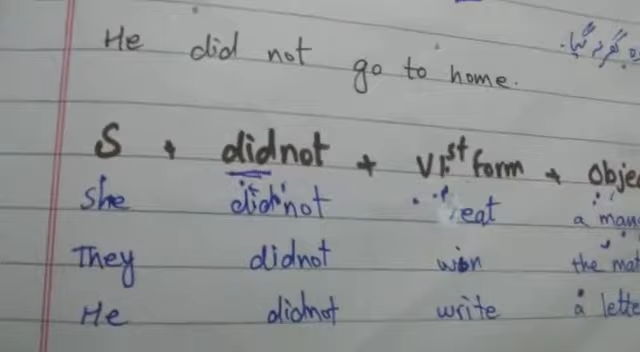 He did not go to home.
S + didnot + V1st form + obje
She didnot eat a man
They didnot win the mat
He didnot write a lette